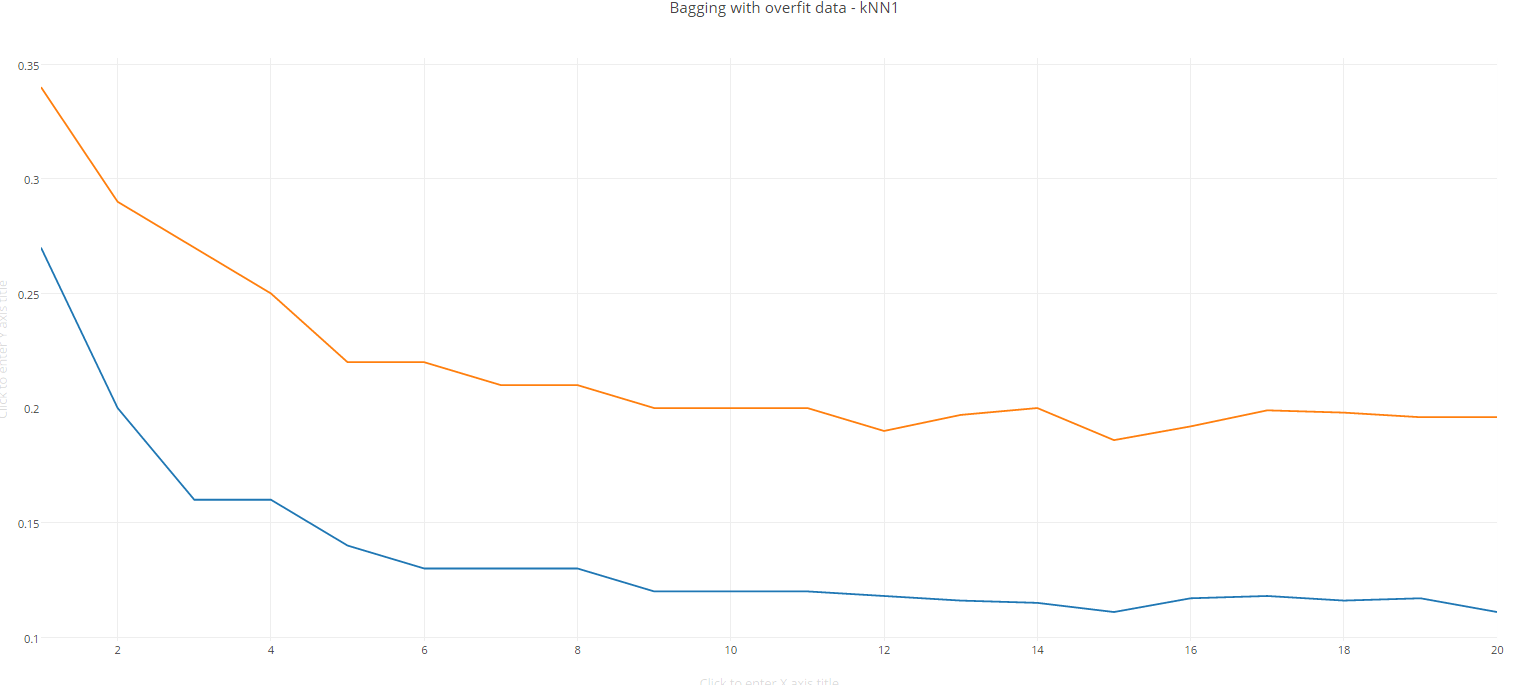 Bagging with overfit data - kNN1
0.35
0.3
0.25
0.2
0.15
0.1
Click to enter Y axis title
2 4 6 8 10 12 14 16 18 20
Click to enter X axis title